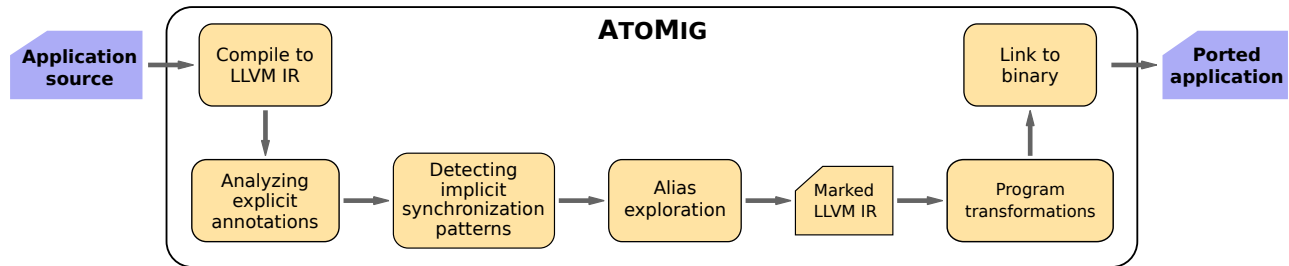 ATOMIG
Application
source
Compile to
LLVM IR
Analyzing
explicit
annotations
Detecting
implicit
synchronization
patterns
Alias
exploration
Marked
LLVM IR
Program
transformations
Link to
binary
Ported
application